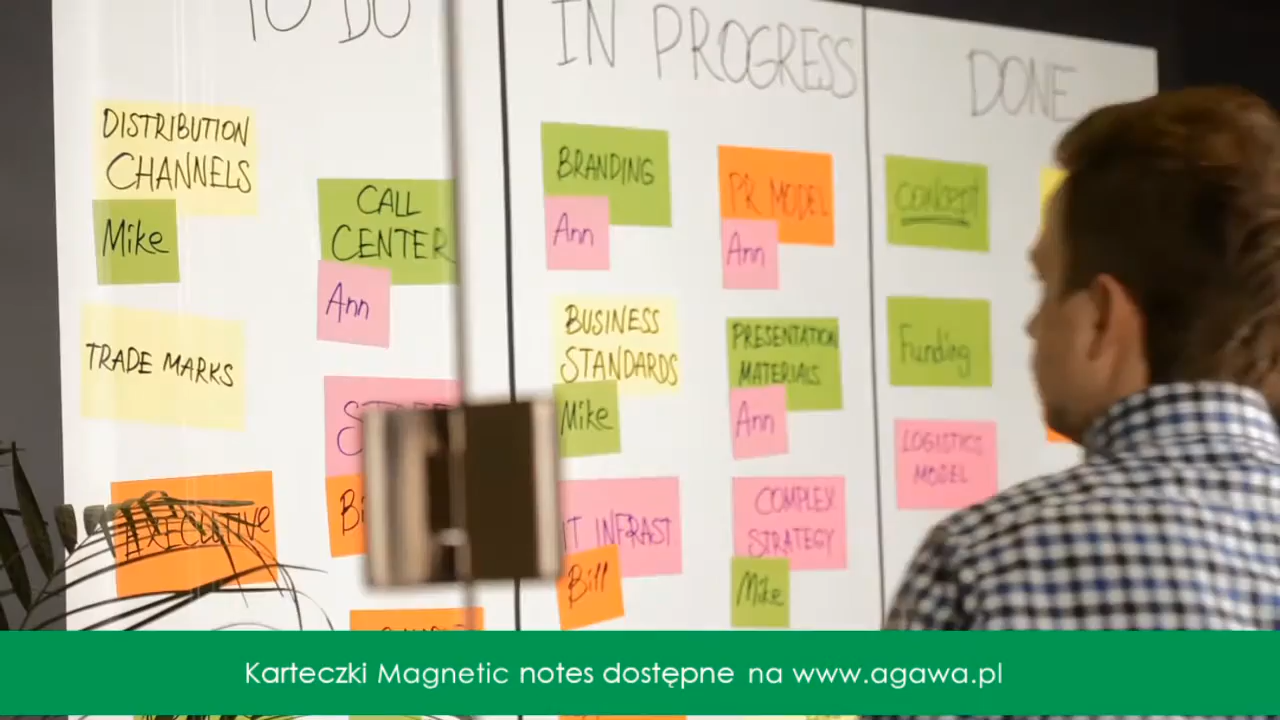 TO DO
IN PROGRESS
DONE
DISTRIBUTION
CHANNELS
Mike
CALL
CENTER
Ann
TRADE MARKS
EXECUTIVE
BRANDING
Ann
PR MODEL
Ann
BUSINESS
STANDARDS
Mike
PRESENTATION
MATERIALS
Ann
IT INFRAST
Bill
COMPLEX
STRATEGY
Mike
concept
Funding
LOGISTICS
MODEL
Karteczki Magnetic notes dostępne na www.agawa.pl